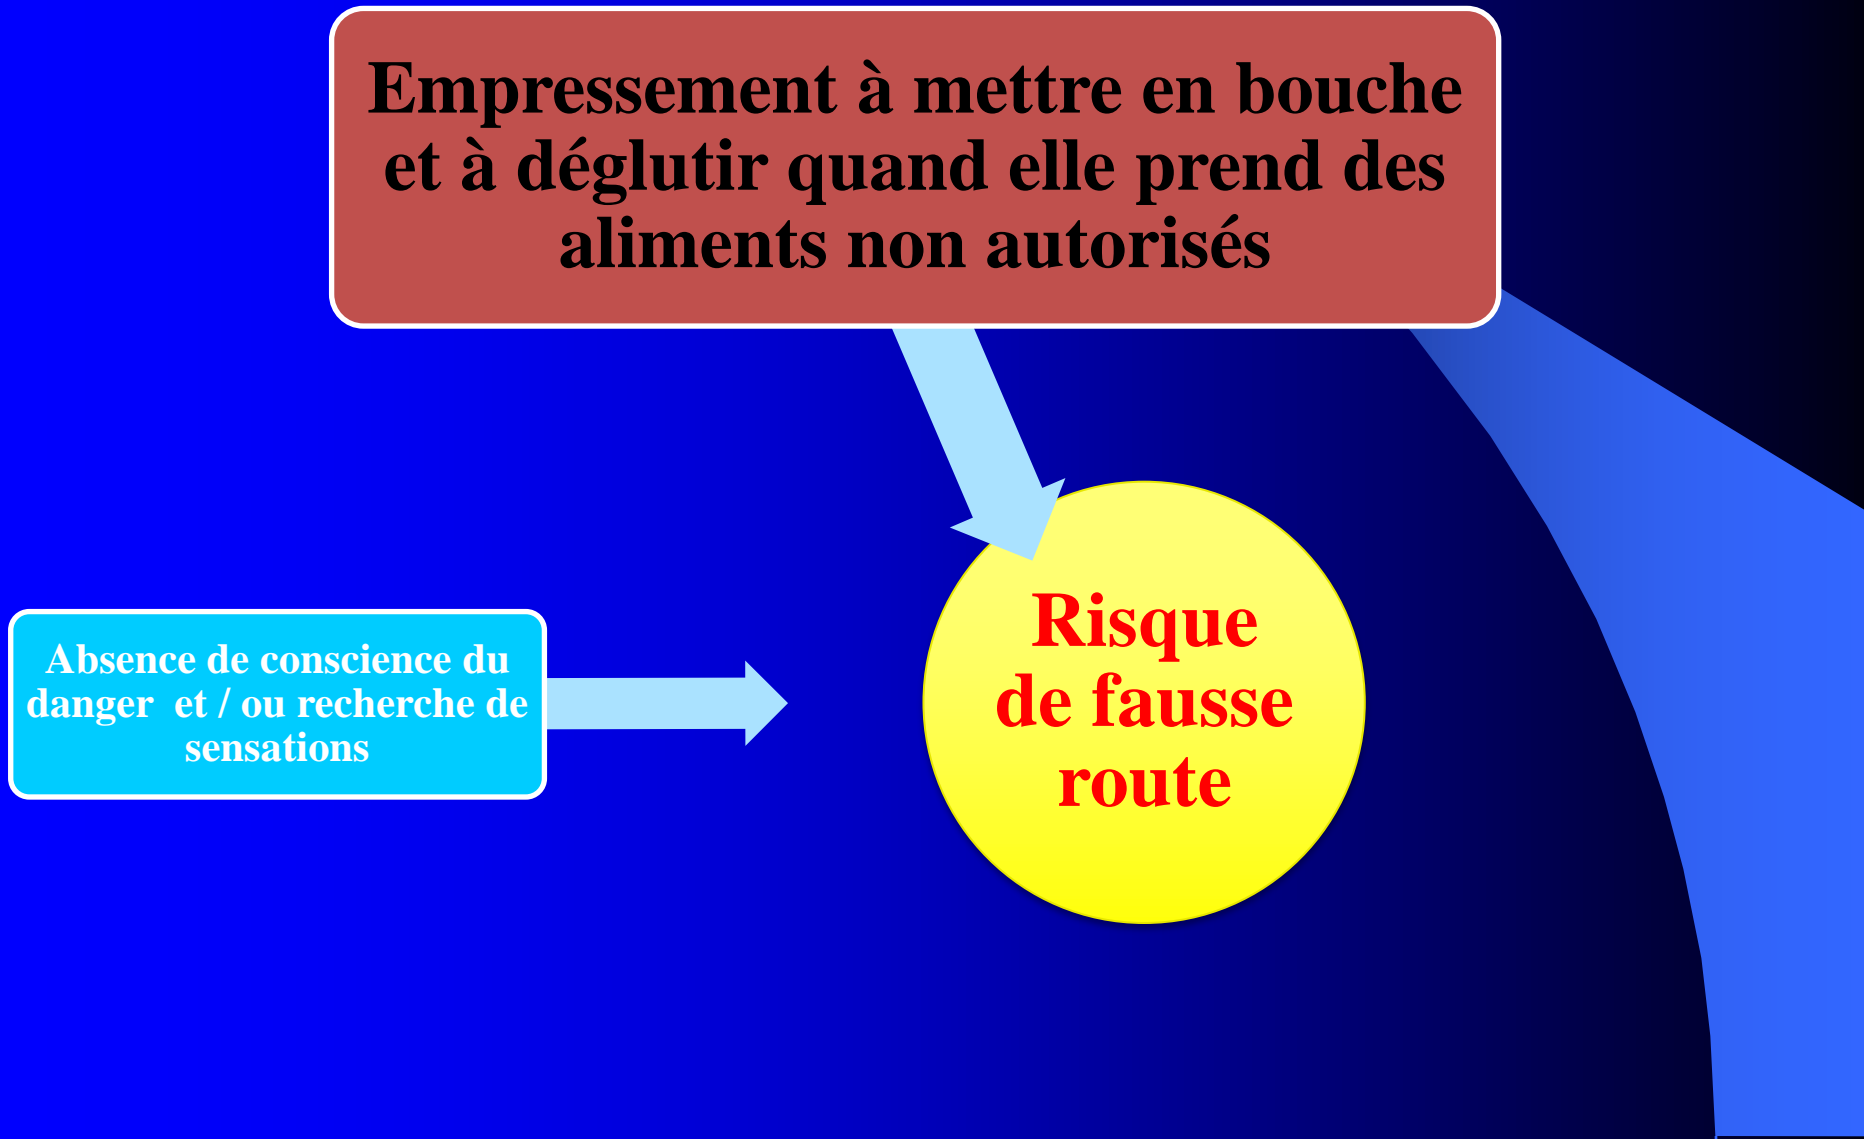 Empressement à mettre en bouche
et à déglutir quand elle prend des
aliments non autorisés
Absence de conscience du
danger  et / ou recherche de
sensations
Risque
de fausse
route